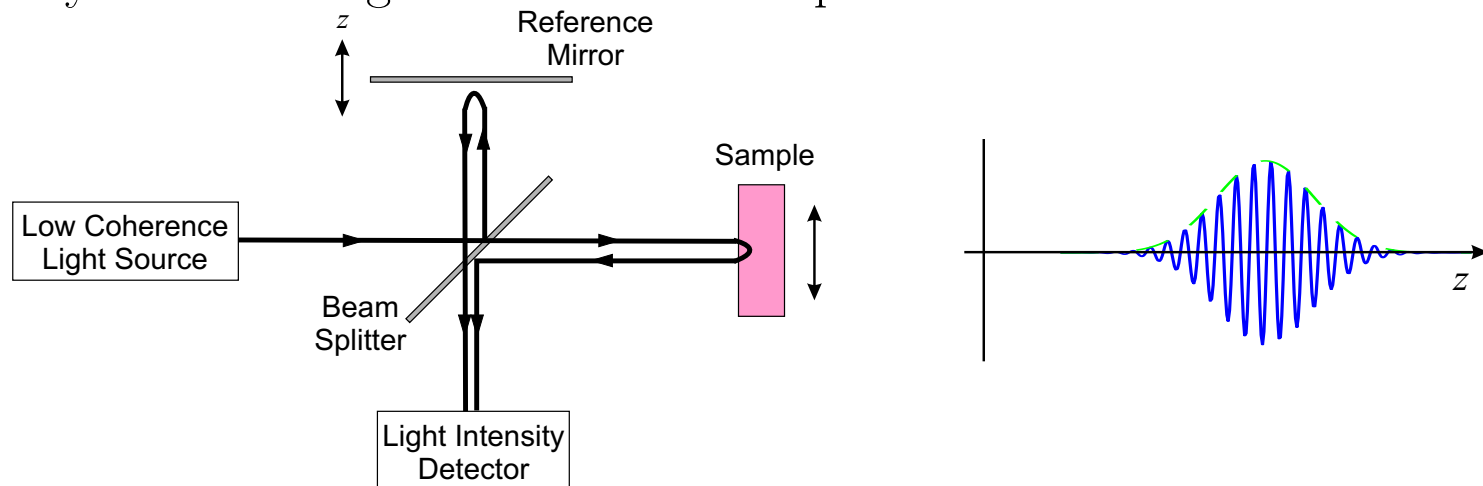 z
Reference
Mirror
Sample
Low Coherence
Light Source
Beam
Splitter
Light Intensity
Detector
z